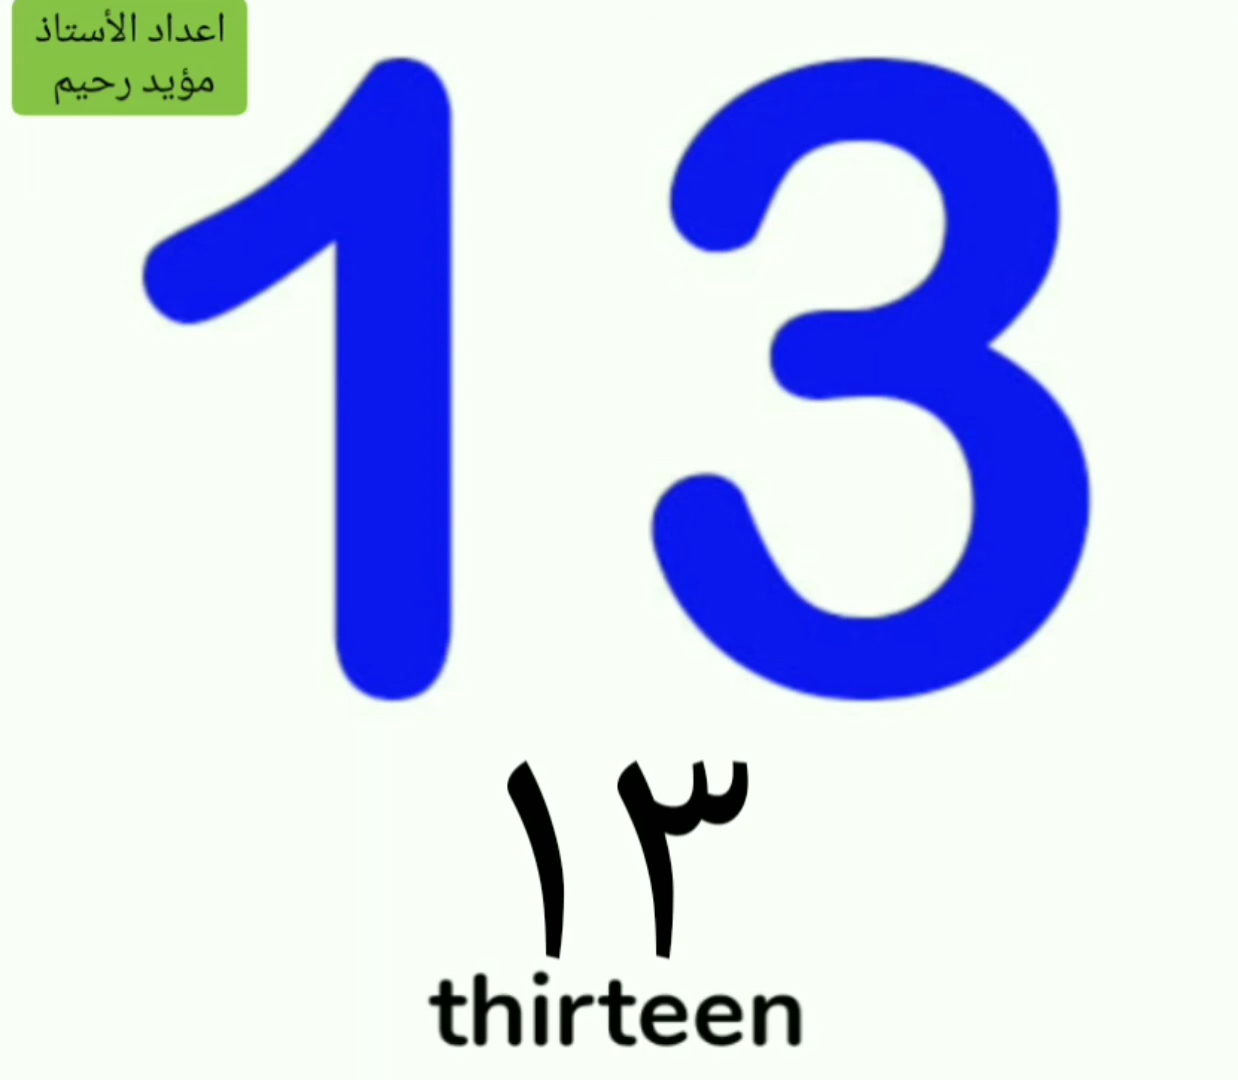 اعداد الأستاذ
مؤيد رحيم
13
١٣
thirteen